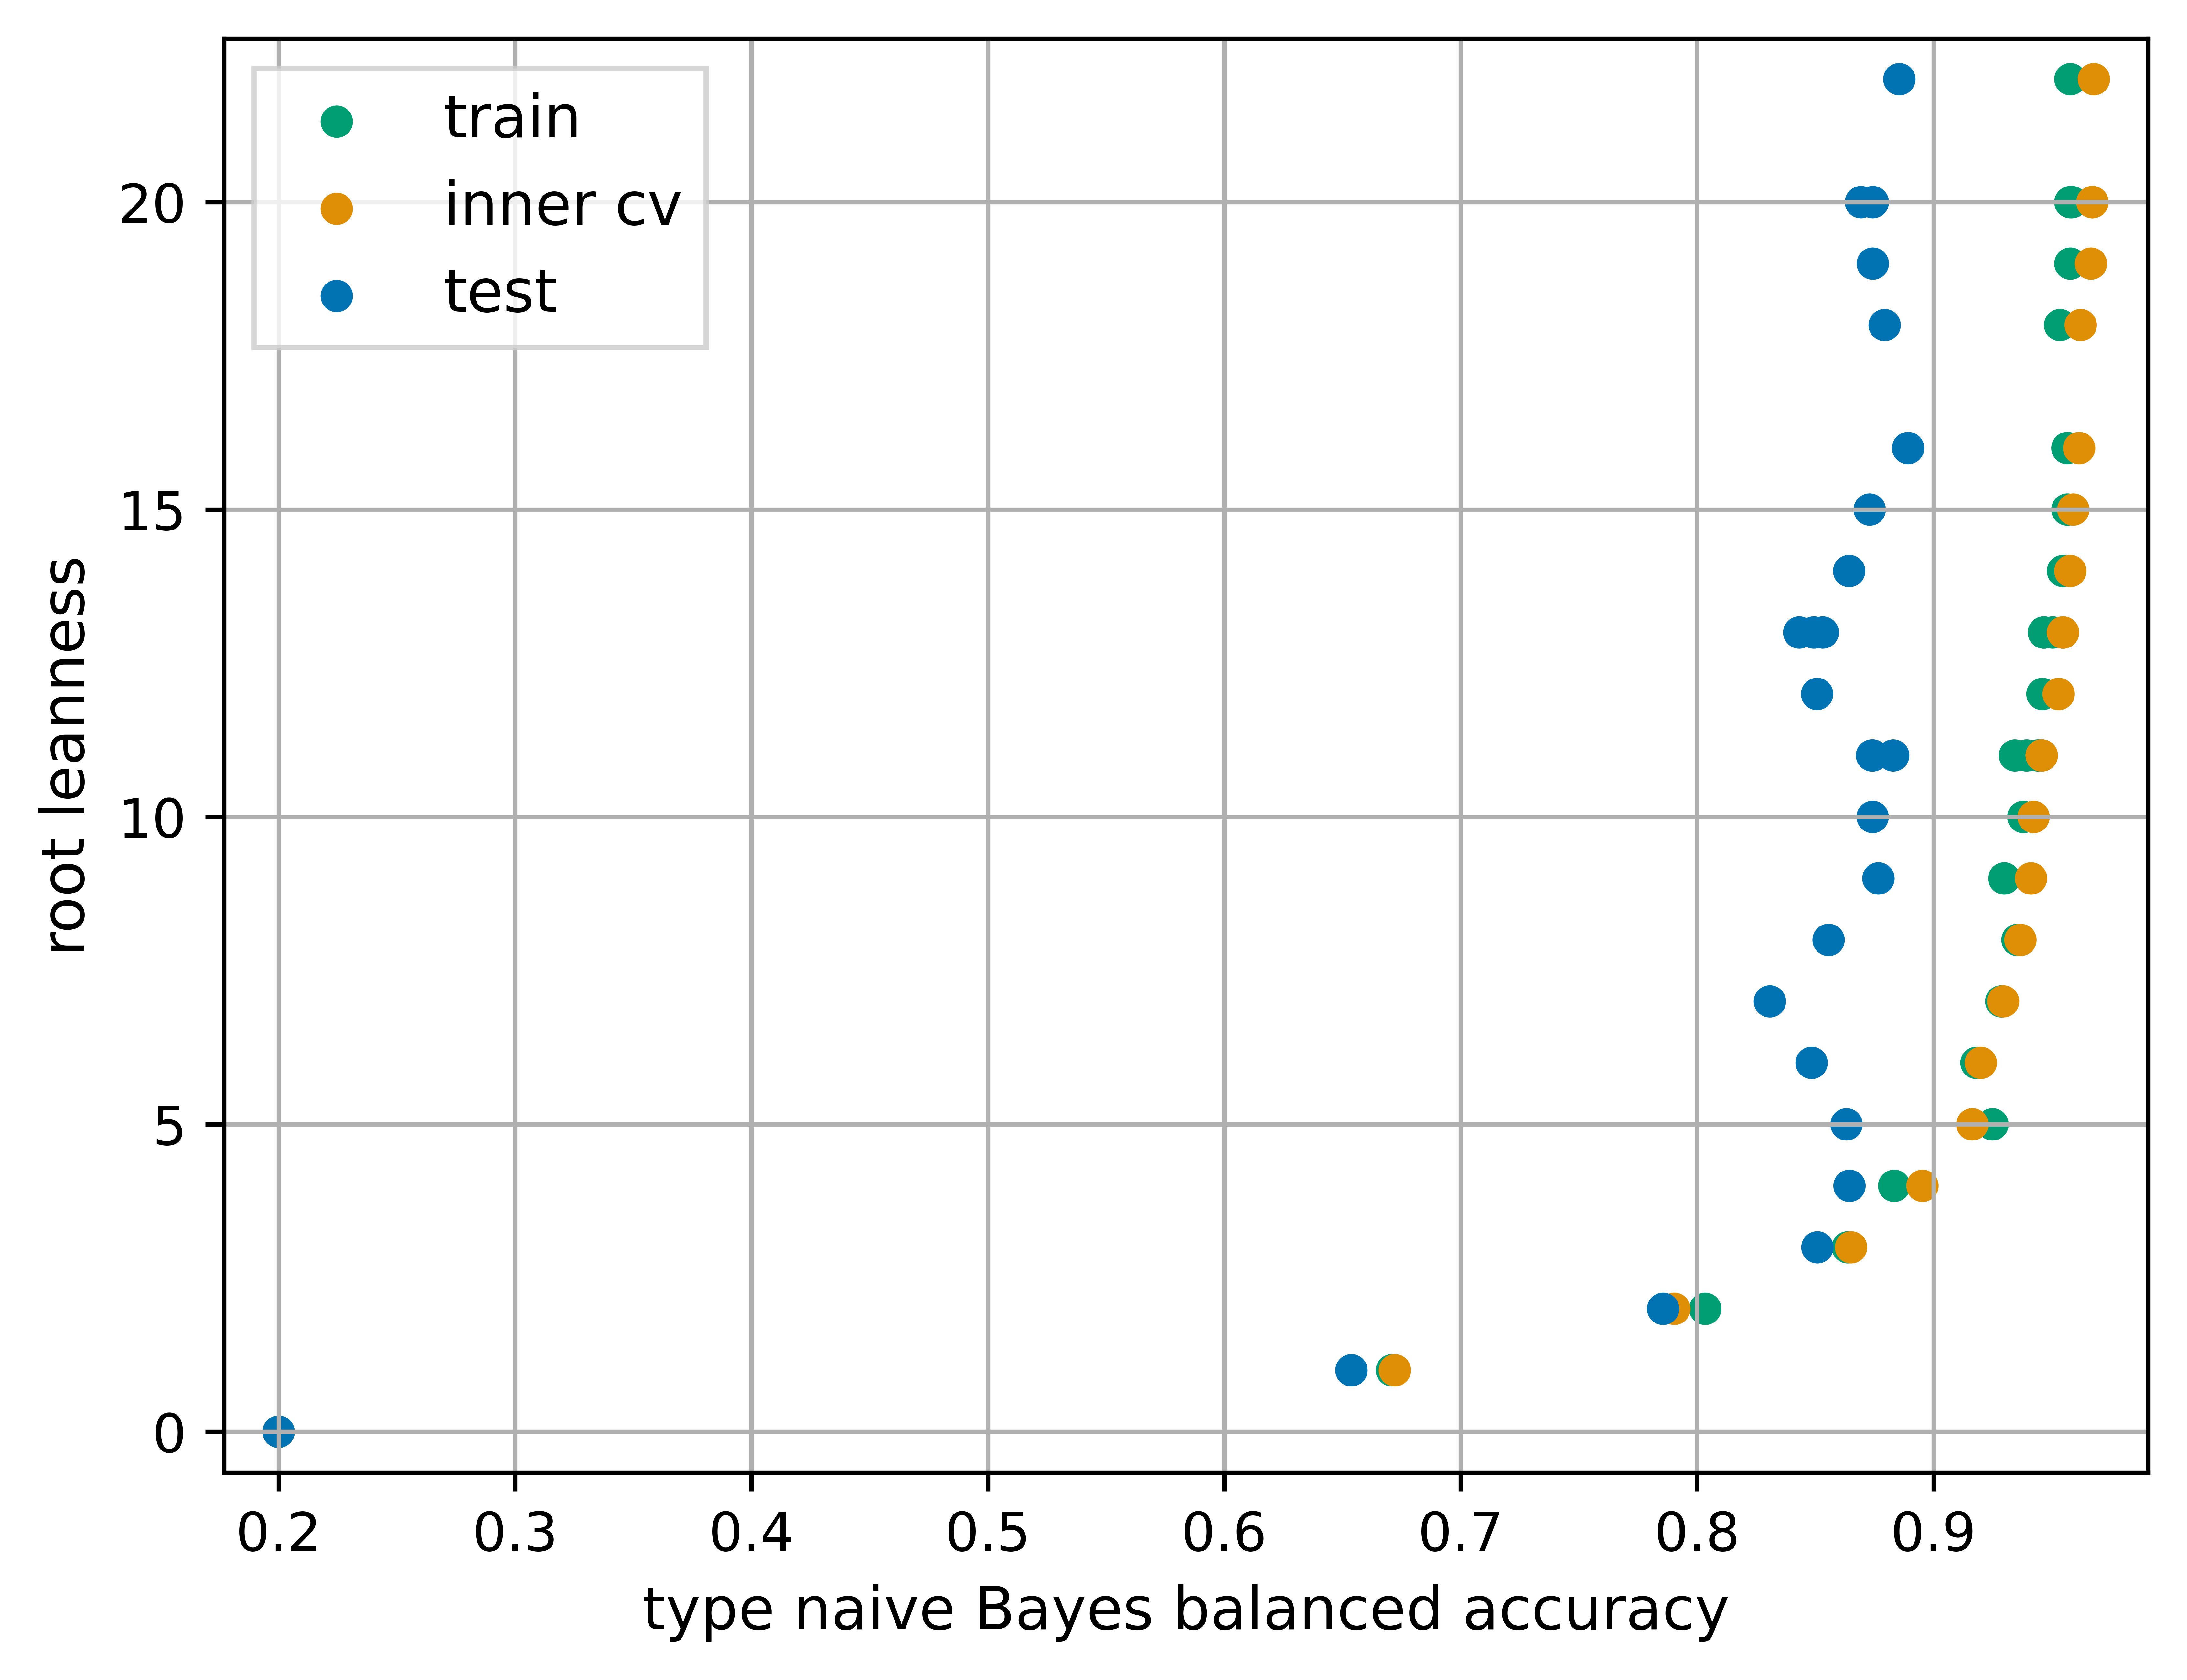 train
inner cv
test
20
15
10
5
0
root leanness
0.2 0.3 0.4 0.5 0.6 0.7 0.8 0.9
type naive Bayes balanced accuracy